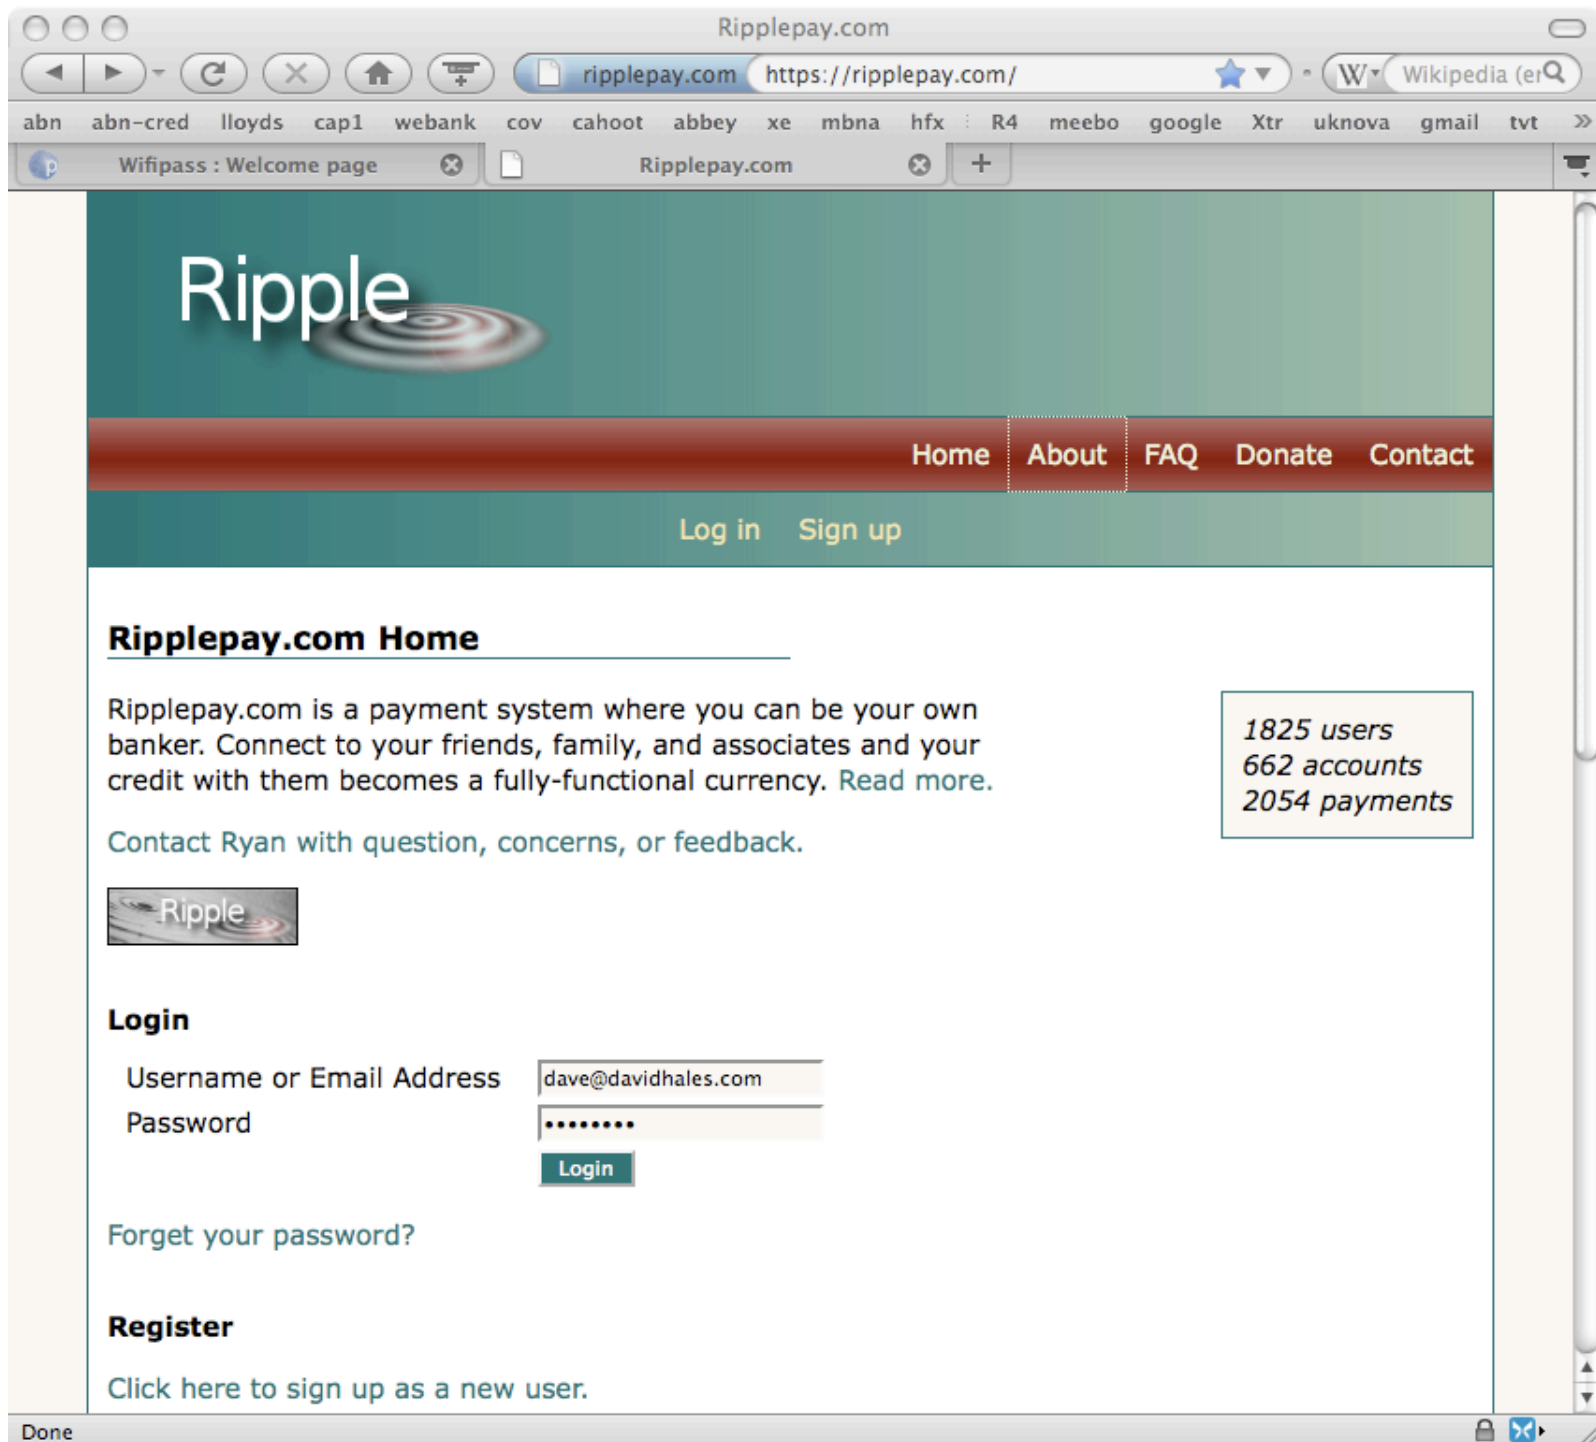 Ripplepay.com
ripplepay.com https://ripplepay.com/ W Wikipedia (er
abn abn-cred lloyds cap1 webank cov cahoot abbey xe mbna hfx R4 meebo google Xtr uknova gmail tvt »
Wifipass : Welcome page Ripplepay.com +
Ripple
Home About FAQ Donate Contact
Log in Sign up
Ripplepay.com Home
Ripplepay.com is a payment system where you can be your own
banker. Connect to your friends, family, and associates and your
credit with them becomes a fully-functional currency. Read more.
1825 users
662 accounts
2054 payments
Contact Ryan with question, concerns, or feedback.
Ripple
Login
Username or Email Address dave@davidhales.com
Password ••••••••
Login
Forget your password?
Register
Click here to sign up as a new user.
Done